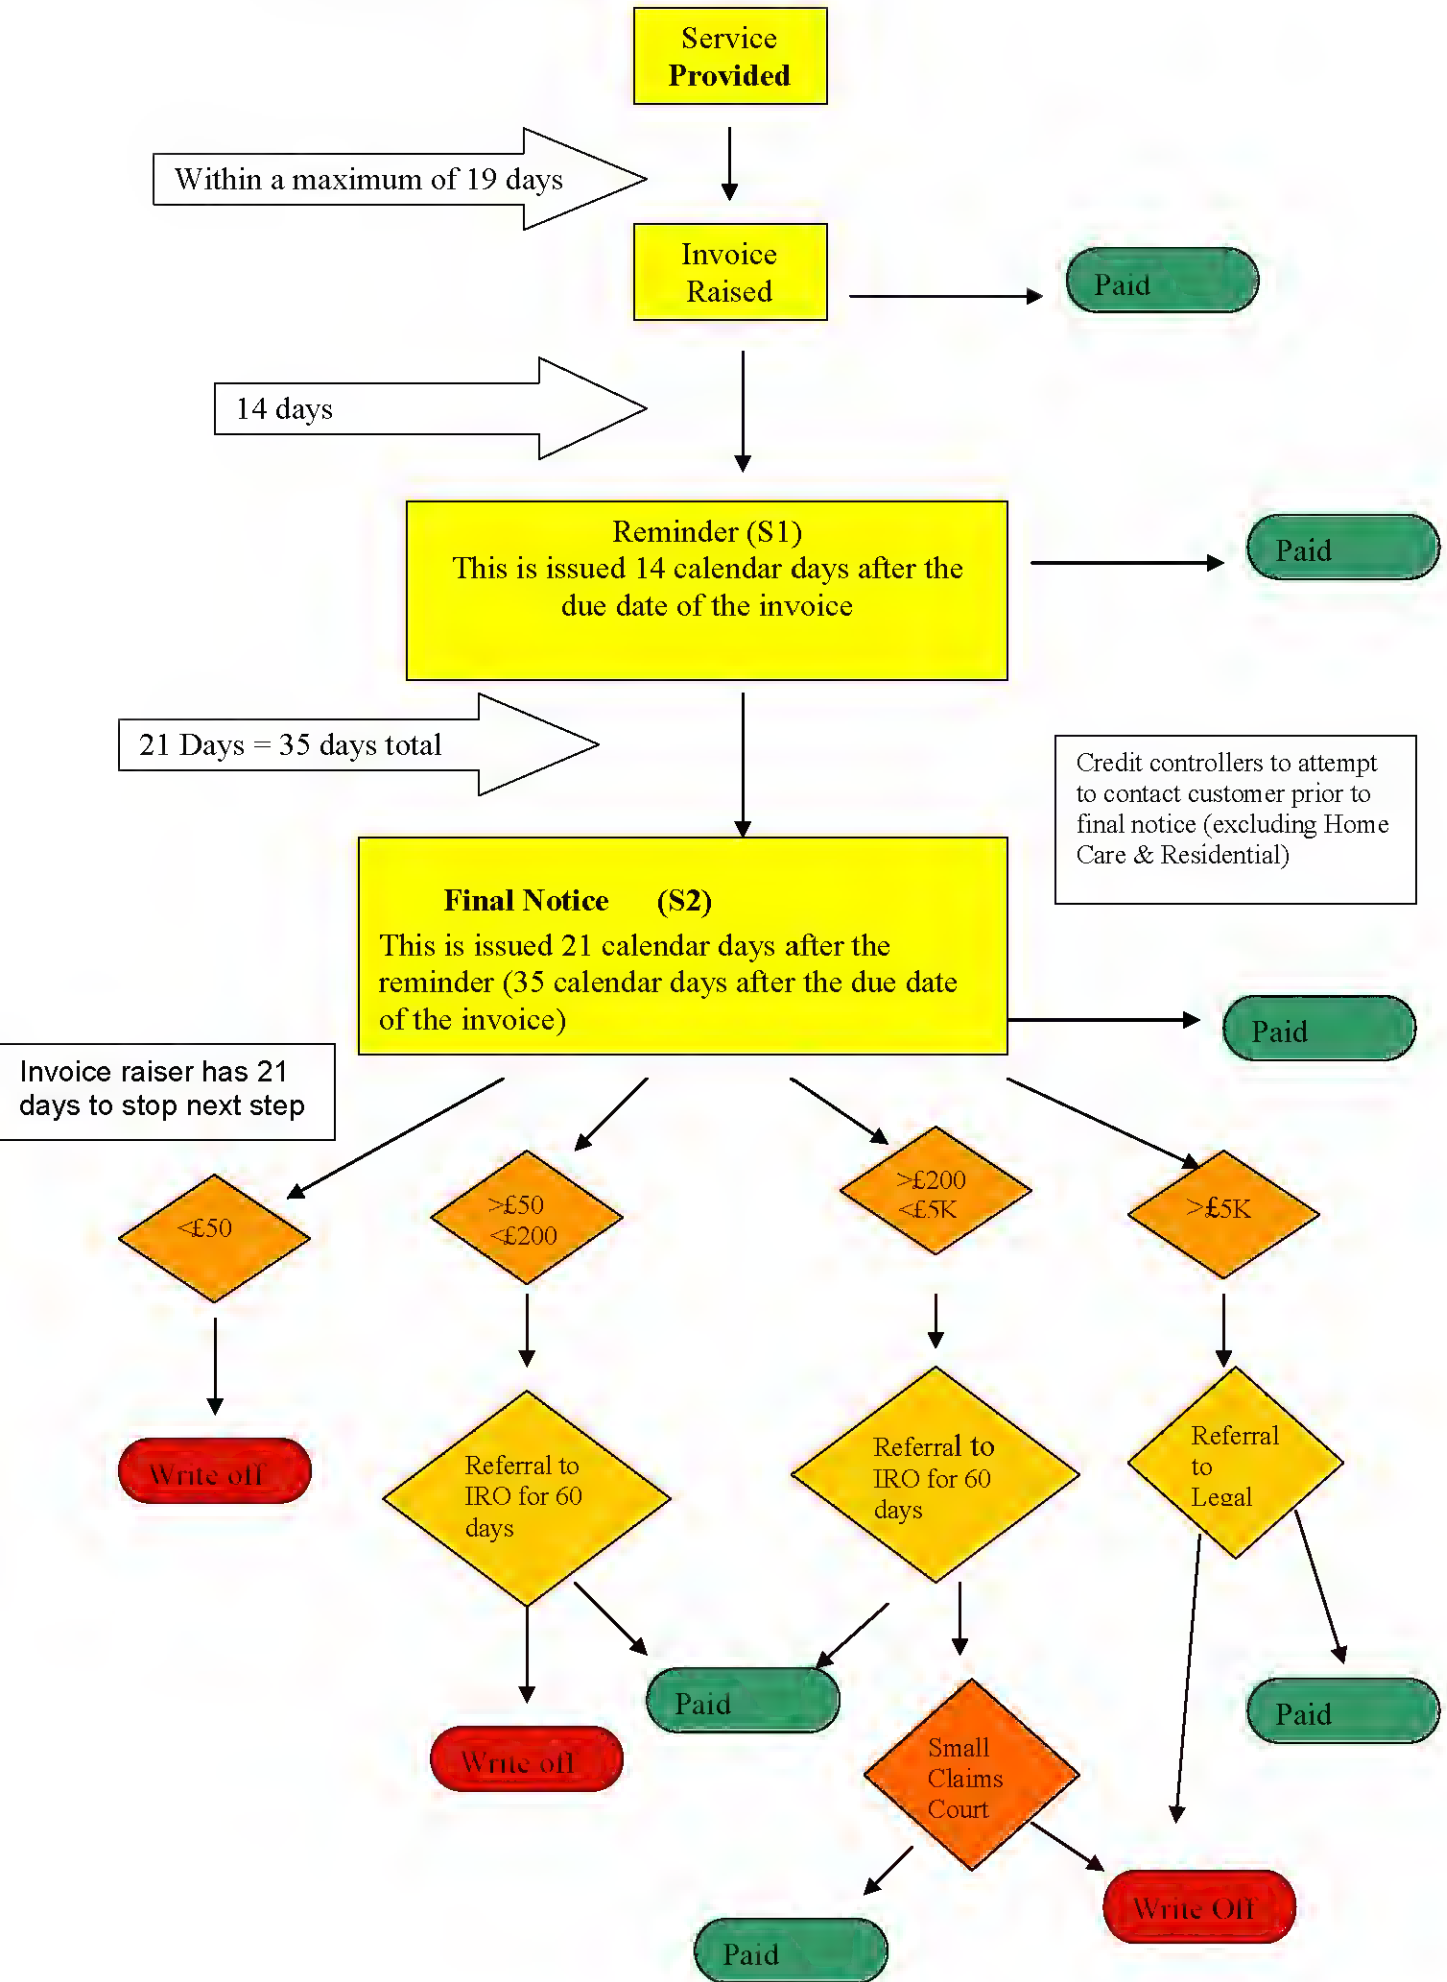 Service
Provided
Within a maximum of 19 days
Invoice
Raised
Paid
14 days
Reminder (S1)
This is issued 14 calendar days after the
due date of the invoice
Paid
21 Days = 35 days total
Credit controllers to attempt
to contact customer prior to
final notice (excluding Home
Care & Residential)
Final Notice (S2)
This is issued 21 calendar days after the
reminder (35 calendar days after the due date
of the invoice)
Paid
Invoice raiser has 21
days to stop next step
<£50
>£50
<£200
>£200
<£5K
>£5K
Write off
Referral to
IRO for 60
days
Referral to
IRO for 60
days
Referral
to
Legal
Paid
Write off
Paid
Small
Claims
Court
Write Off
Paid